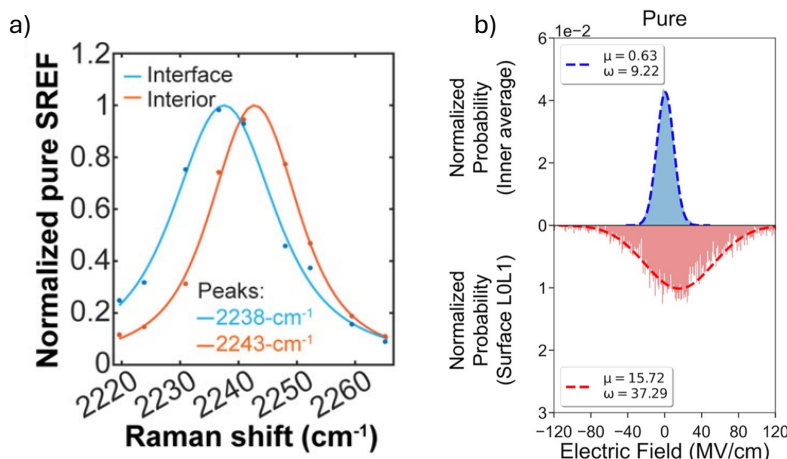 a)
Normalized pure SREF
1.2
1
0.8
0.6
0.4
0.2
0
Interface
Interior
Peaks:
2238-cm⁻¹
2243-cm⁻¹
2220
2230
2240
2250
2260
Raman shift (cm⁻¹)
b)
Pure
1e−2
Normalized
Probability
(Inner average)
6
4
2
0
μ = 0.63
ω = 9.22
Normalized
Probability
(Surface L0L1)
1
2
3
μ = 15.72
ω = 37.29
−120
−80
−40
0
40
80
120
Electric Field (MV/cm)